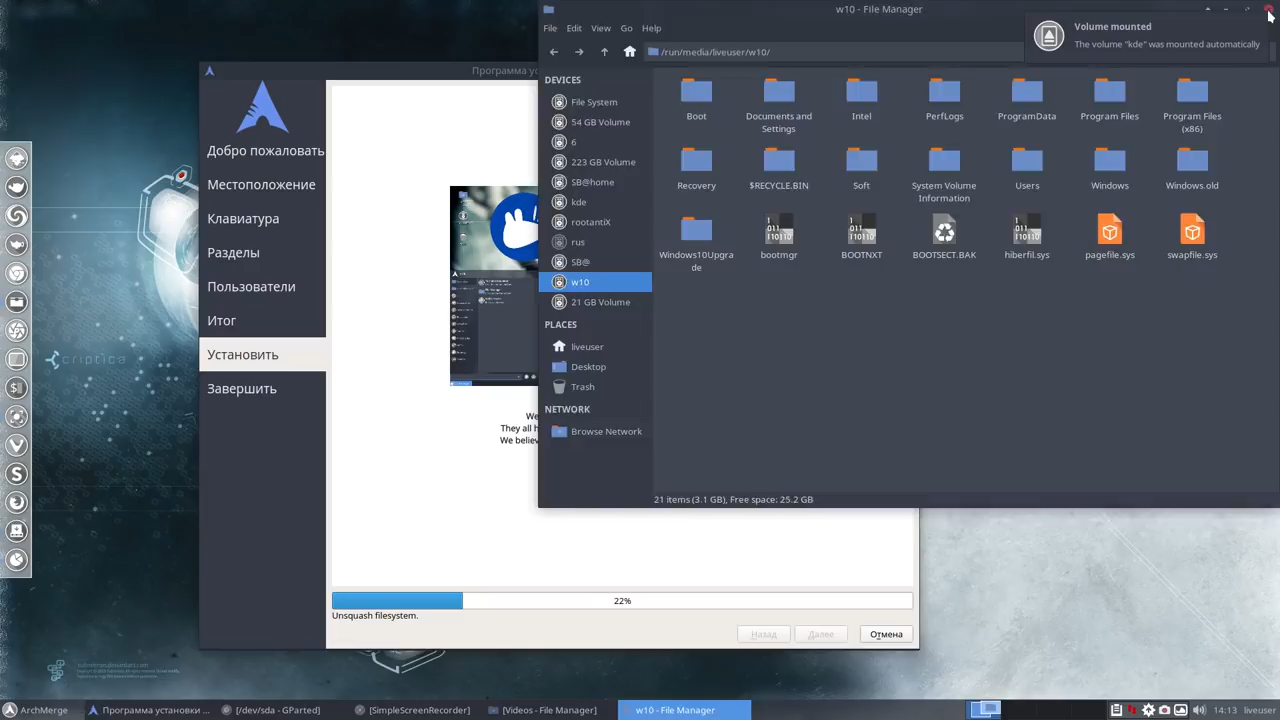 w10 - File Manager
File Edit View Go Help
/run/media/liveuser/w10/
Volume mounted
The volume "kde" was mounted automatically
DEVICES
File System
54 GB Volume
6
223 GB Volume
SB@home
kde
rootantiX
rus
SB@
w10
21 GB Volume
PLACES
liveuser
Desktop
Trash
NETWORK
Browse Network
Boot
Documents and
Settings
Intel
PerfLogs
ProgramData
Program Files
Program Files
(x86)
Recovery
$RECYCLE.BIN
Soft
System Volume
Information
Users
Windows
Windows.old
Windows10Upgra
de
bootmgr
BOOTNXT
BOOTSECT.BAK
hiberfil.sys
pagefile.sys
swapfile.sys
21 items (3.1 GB), Free space: 25.2 GB
Программа ус
Добро пожаловать
Местоположение
Клавиатура
Разделы
Пользователи
Итог
Установить
Завершить
We
They all h
We believ
22%
Unsquash filesystem.
Назад
Далее
Отмена
criptica
ArchMerge
Программа установки ...
[/dev/sda - GParted]
[SimpleScreenRecorder]
[Videos - File Manager]
w10 - File Manager
14:13 liveuser